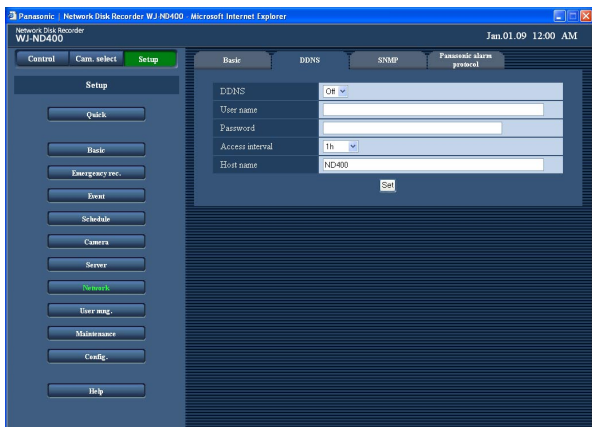 Panasonic | Network Disk Recorder WJ-ND400 - Microsoft Internet Explorer
Network Disk Recorder
WJ-ND400
Jan.01.09 12:00 AM
Control Cam. select Setup
Setup
Quick
Basic
Emergency rec.
Event
Schedule
Camera
Server
Network
User mng.
Maintenance
Config.
Help
Basic DDNS SNMP Panasonic alarm
protocol
DDNS Off
User name
Password
Access interval 1h
Host name ND400
Set